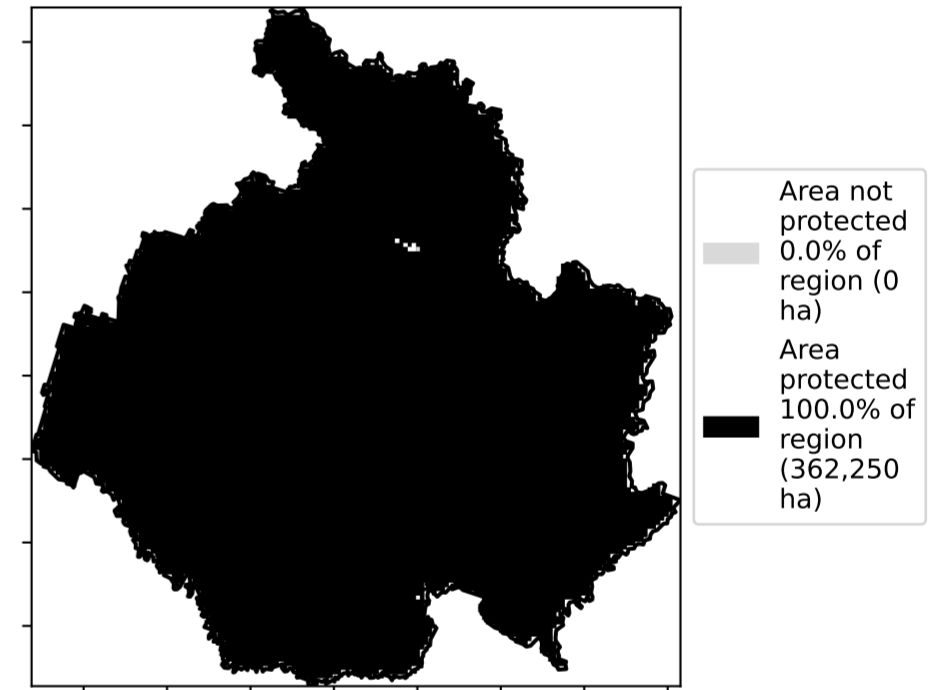 Area not
protected
0.0% of
region (0
ha)
Area
protected
100.0% of
region
(362,250
ha)